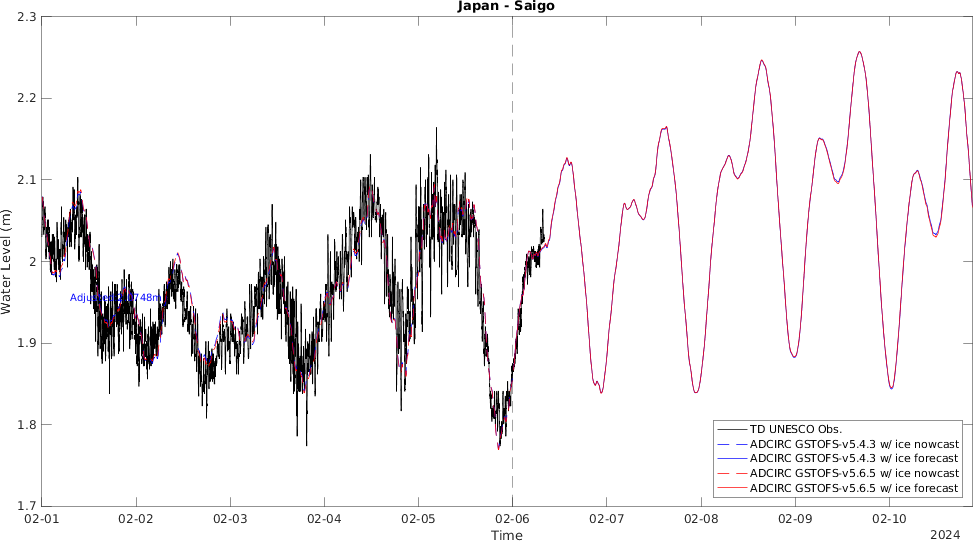 Japan - Saigo
Water Level (m)
2.3
2.2
2.1
2
1.9
1.8
1.7
02-01 02-02 02-03 02-04 02-05 02-06 02-07 02-08 02-09 02-10
Time
2024
TD UNESCO Obs.
ADCIRC GSTOFS-v5.4.3 w/ ice nowcast
ADCIRC GSTOFS-v5.4.3 w/ ice forecast
ADCIRC GSTOFS-v5.6.5 w/ ice nowcast
ADCIRC GSTOFS-v5.6.5 w/ ice forecast